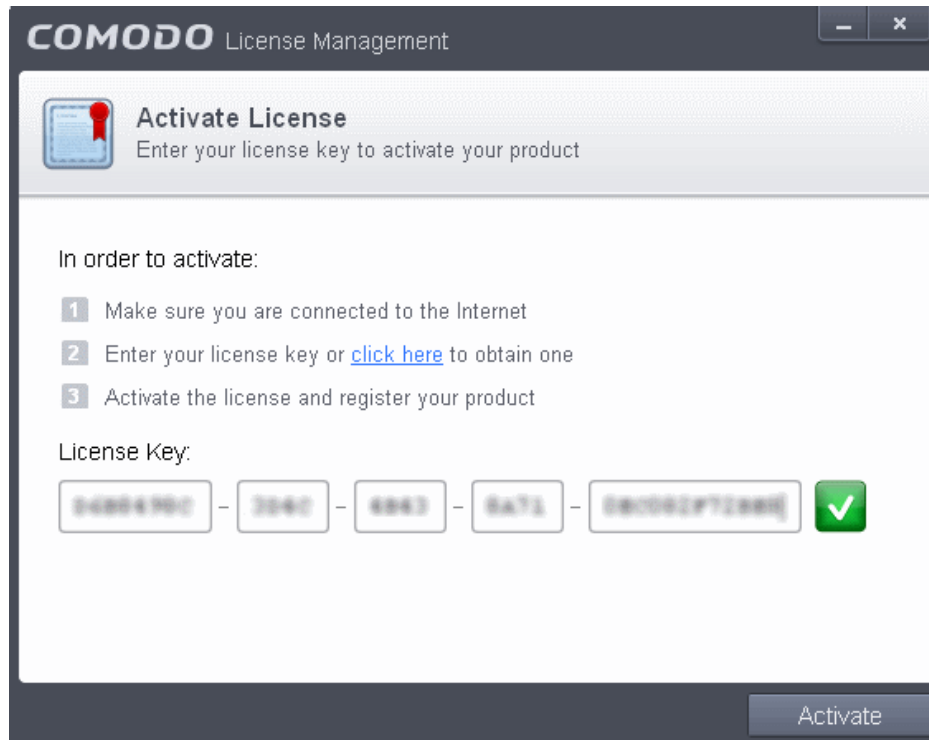 COMODO License Management
Activate License
Enter your license key to activate your product
In order to activate:
1 Make sure you are connected to the Internet
2 Enter your license key or click here to obtain one
3 Activate the license and register your product
License Key:
Activate